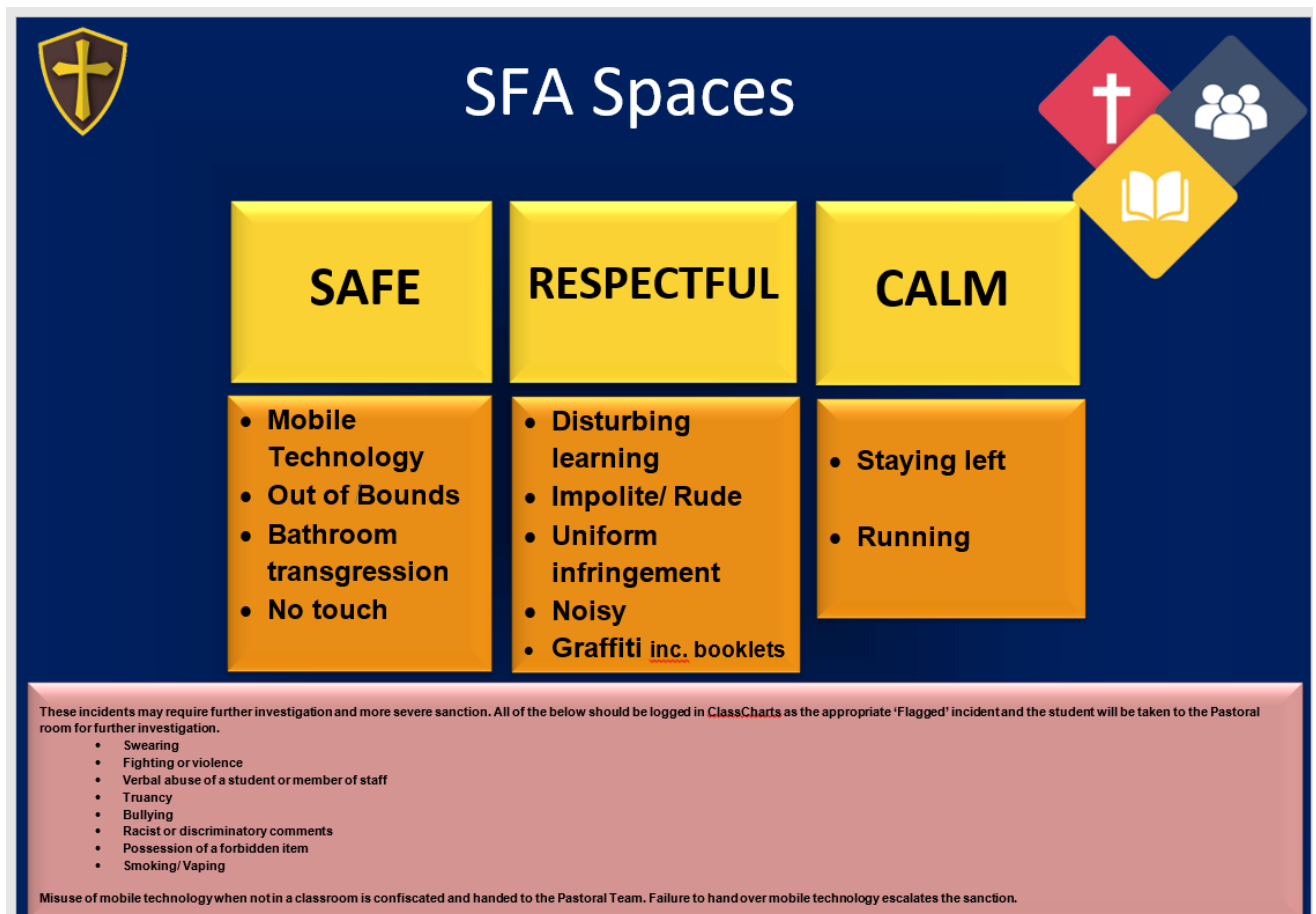 SFA Spaces
SAFE
• Mobile
Technology
• Out of Bounds
• Bathroom
transgression
• No touch
RESPECTFUL
• Disturbing
learning
• Impolite/ Rude
• Uniform
infringement
• Noisy
• Graffiti inc. booklets
CALM
• Staying left
• Running
These incidents may require further investigation and more severe sanction. All of the below should be logged in ClassCharts as the appropriate ‘Flagged’ incident and the student will be taken to the Pastoral
room for further investigation.
• Swearing
• Fighting or violence
• Verbal abuse of a student or member of staff
• Truancy
• Bullying
• Racist or discriminatory comments
• Possession of a forbidden item
• Smoking/ Vaping
Misuse of mobile technology when not in a classroom is confiscated and handed to the Pastoral Team. Failure to hand over mobile technology escalates the sanction.